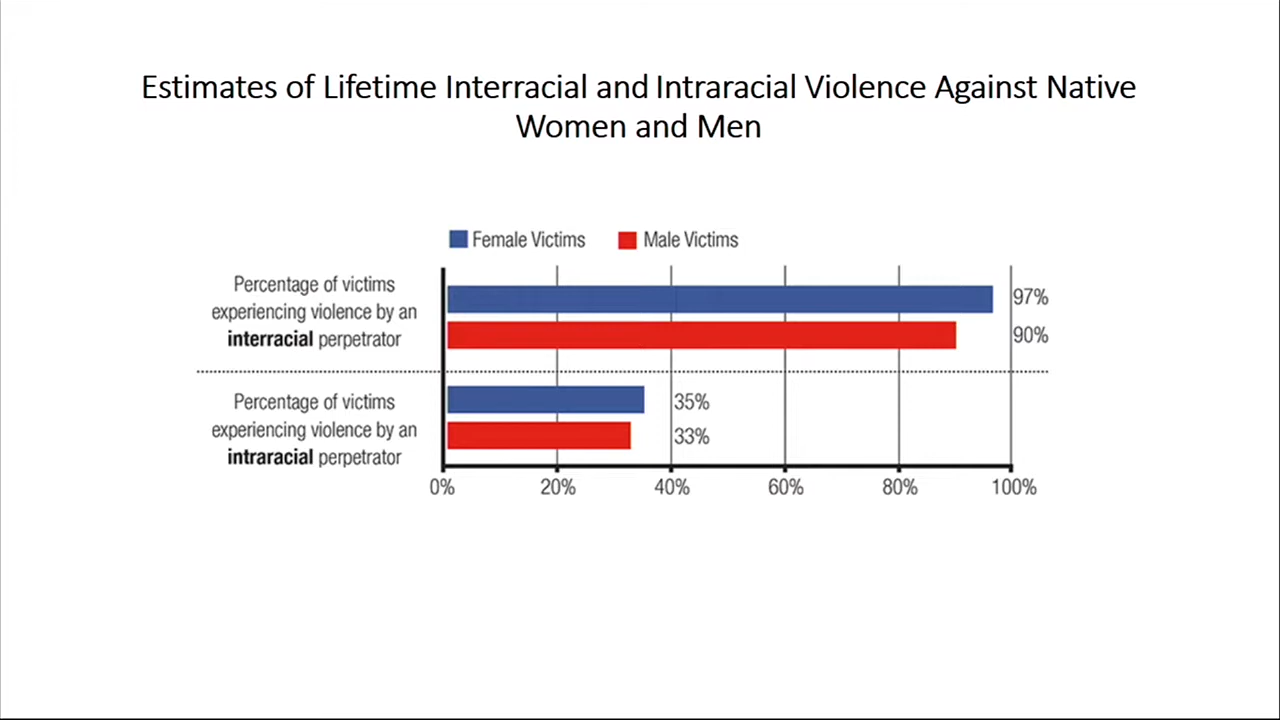 Estimates of Lifetime Interracial and Intraracial Violence Against Native
Women and Men
Female Victims
Male Victims
Percentage of victims
experiencing violence by an
interracial perpetrator
97%
90%
Percentage of victims
experiencing violence by an
intraracial perpetrator
35%
33%
0% 20% 40% 60% 80% 100%